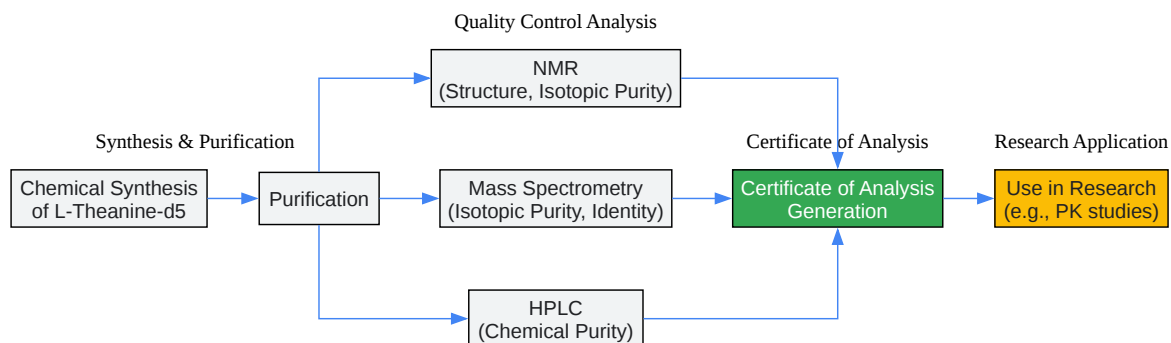 Quality Control Analysis
NMR
(Structure, Isotopic Purity)
Synthesis & Purification
Certificate of Analysis
Research Application
Chemical Synthesis
of L-Theanine-d5
Purification
Mass Spectrometry
(Isotopic Purity, Identity)
Certificate of Analysis
Generation
Use in Research
(e.g., PK studies)
HPLC
(Chemical Purity)